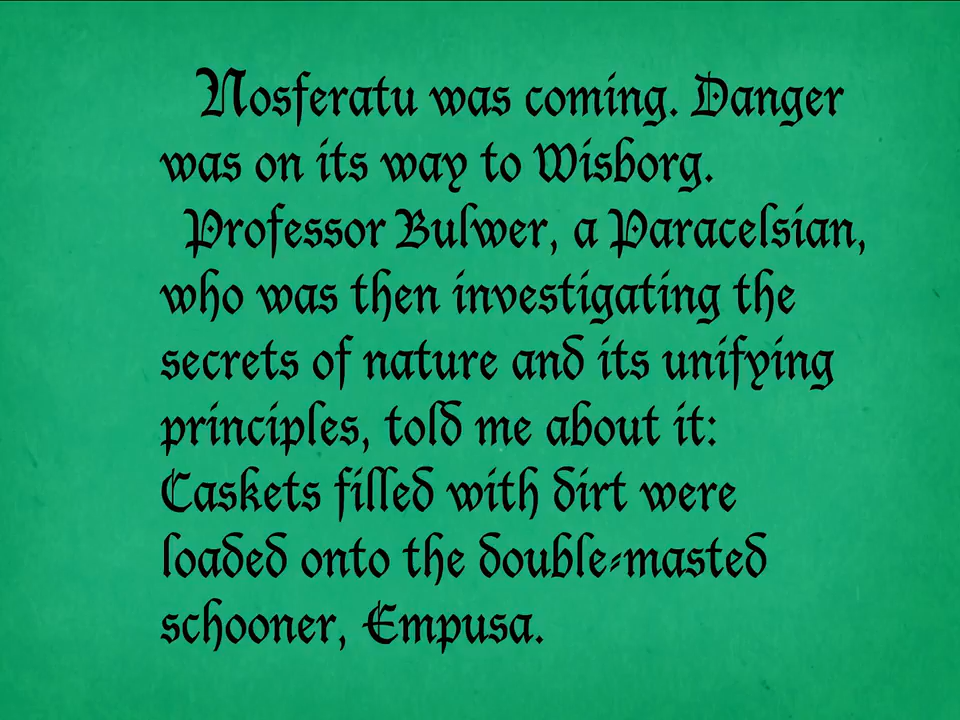 Nosferatu was coming. Danger
was on its way to Wisborg.
Professor Bulwer, a Paracelsian,
who was then investigating the
secrets of nature and its unifying
principles, told me about it:
Caskets filled with dirt were
loaded onto the double-masted
schooner, Empusa.